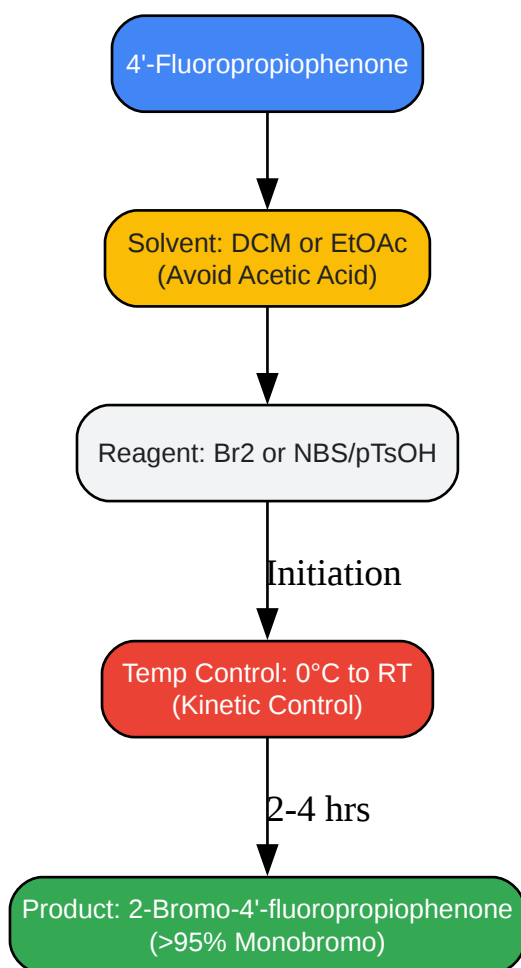 4'-Fluoropropiophenone
Solvent: DCM or EtOAc
(Avoid Acetic Acid)
Reagent: Br2 or NBS/pTsOH
Initiation
Temp Control: 0°C to RT
(Kinetic Control)
2-4 hrs
Product: 2-Bromo-4'-fluoropropiophenone
(>95% Monobromo)